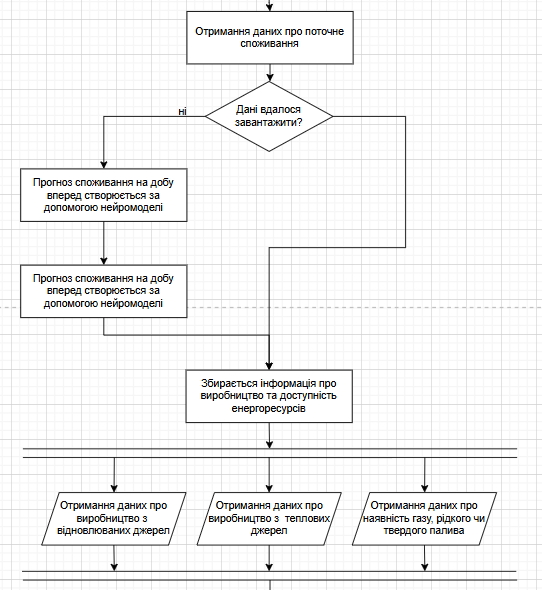 Отримання даних про поточне
споживання
Дані вдалося
завантажити?
ні
Прогноз споживання на добу
вперед створюється за
допомогою нейромоделі
Прогноз споживання на добу
вперед створюється за
допомогою нейромоделі
Збирається інформація про
виробництво та доступність
енергоресурсів
Отримання даних про
виробництво з
відновлюваних джерел
Отримання даних про
виробництво з теплових
джерел
Отримання даних про
наявність газу, рідкого чи
твердого палива